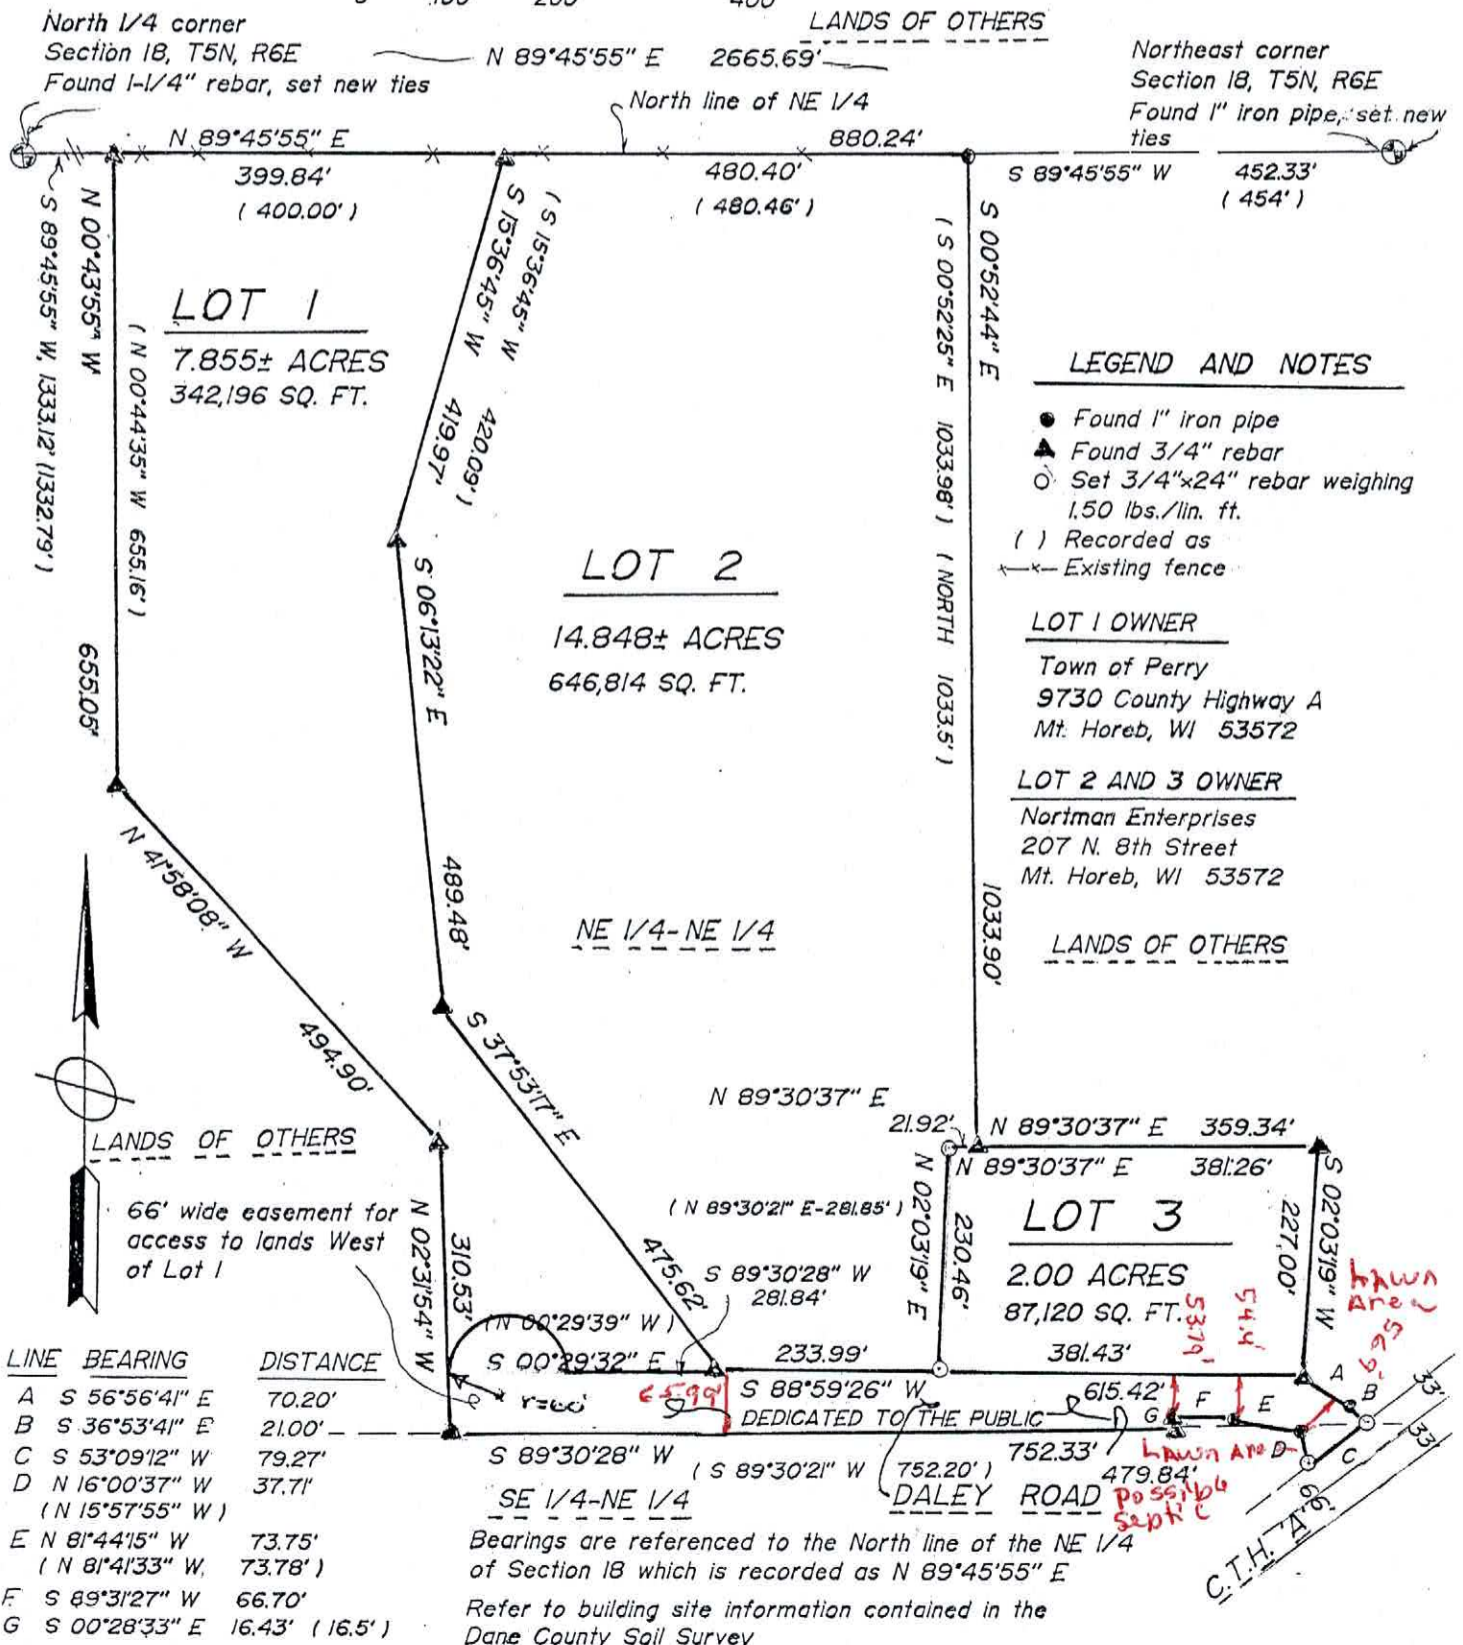 100 200 400
LANDS OF OTHERS
North 1/4 corner
Section 18, T5N, R6E
Found 1-1/4" rebar, set new ties
N 89°45'55" E 2665.69'
North line of NE 1/4
Northeast corner
Section 18, T5N, R6E
Found 1" iron pipe, set new
ties
N 89°45'55" E
399.84'
( 400.00' )
880.24'
480.40'
( 480.46' )
S 89°45'55" W 452.33'
( 454' )
S 89°45'55" W, 1333.12' (1332.79')
N 00°43'55" W
655.05'
( N 00°44'35" W 655.16' )
LOT 1
7.855± ACRES
342,196 SQ. FT.
( S 15°36'45" W 420.09' )
S 15°36'45" W 419.97'
LOT 2
14.848± ACRES
646,814 SQ. FT.
S 06°13'22" E
489.48'
( S 00°52'25" E 1033.98' ) ( NORTH 1033.5' )
S 00°52'44" E
1033.90'
LEGEND AND NOTES
Found 1" iron pipe
Found 3/4" rebar
Set 3/4"x24" rebar weighing
1.50 lbs./lin. ft.
( ) Recorded as
x—x— Existing fence
LOT 1 OWNER
Town of Perry
9730 County Highway A
Mt. Horeb, WI 53572
LOT 2 AND 3 OWNER
Nortman Enterprises
207 N. 8th Street
Mt. Horeb, WI 53572
LANDS OF OTHERS
NE 1/4-NE 1/4
N 41°58'08" W
494.90'
S 37°53'17" E
475.62'
LANDS OF OTHERS
66' wide easement for
access to lands West
of Lot 1
N 02°31'54" W
310.53'
N 89°30'37" E
21.92'
N 89°30'37" E 359.34'
N 89°30'37" E 381.26'
( N 89°30'21" E-281.85' )
N 02°03'19" E
230.46'
LOT 3
2.00 ACRES
87,120 SQ. FT.
S 02°03'19" W
227.00'
LAWN
Area
56.9'
53.79'
54.4'
S 89°30'28" W
281.84'
(N 00°29'39" W)
S 00°29'32" E
r=60'
65.99'
233.99'
381.43'
S 88°59'26" W
615.42'
DEDICATED TO THE PUBLIC
A
B
C
D
E
F
G
33'
33'
66'
C.T.H. "A"
S 89°30'28" W
752.33'
( S 89°30'21" W 752.20' )
479.84'
LAWN Area
Possible
Septic
SE 1/4-NE 1/4
DALEY ROAD
LINE BEARING DISTANCE
A S 56°56'41" E 70.20'
B S 36°53'41" E 21.00'
C S 53°09'12" W 79.27'
D N 16°00'37" W 37.71'
(N 15°57'55" W)
E N 81°44'15" W 73.75'
( N 81°41'33" W, 73.78' )
F S 89°31'27" W 66.70'
G S 00°28'33" E 16.43' ( 16.5' )
Bearings are referenced to the North line of the NE 1/4
of Section 18 which is recorded as N 89°45'55" E
Refer to building site information contained in the
Dane County Soil Survey